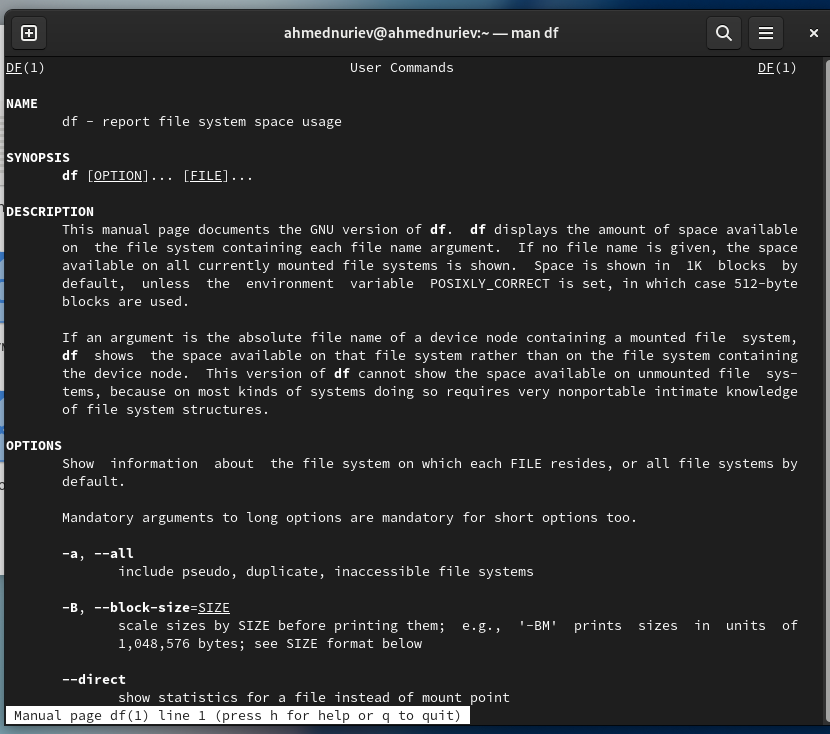 ahmednuriev@ahmednuriev:~ — man df
DF(1) User Commands DF(1)
NAME
df - report file system space usage
SYNOPSIS
df [OPTION]... [FILE]...
DESCRIPTION
This manual page documents the GNU version of df. df displays the amount of space available
on the file system containing each file name argument. If no file name is given, the space
available on all currently mounted file systems is shown. Space is shown in 1K blocks by
default, unless the environment variable POSIXLY_CORRECT is set, in which case 512-byte
blocks are used.
If an argument is the absolute file name of a device node containing a mounted file system,
df shows the space available on that file system rather than on the file system containing
the device node. This version of df cannot show the space available on unmounted file sys-
tems, because on most kinds of systems doing so requires very nonportable intimate knowledge
of file system structures.
OPTIONS
Show information about the file system on which each FILE resides, or all file systems by
default.
Mandatory arguments to long options are mandatory for short options too.
-a, --all
include pseudo, duplicate, inaccessible file systems
-B, --block-size=SIZE
scale sizes by SIZE before printing them; e.g., '-BM' prints sizes in units of
1,048,576 bytes; see SIZE format below
--direct
show statistics for a file instead of mount point
Manual page df(1) line 1 (press h for help or q to quit)